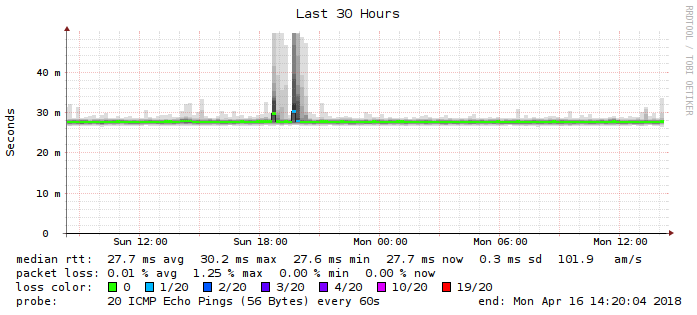 Last 30 Hours
RRDTOOL / TOBI OETIKER
Seconds
40 m
30 m
20 m
10 m
0
Sun 12:00 Sun 18:00 Mon 00:00 Mon 06:00 Mon 12:00
median rtt: 27.7 ms avg 30.2 ms max 27.6 ms min 27.7 ms now 0.3 ms sd 101.9 am/s
packet loss: 0.01 % avg 1.25 % max 0.00 % min 0.00 % now
loss color: 0 1/20 2/20 3/20 4/20 10/20 19/20
probe: 20 ICMP Echo Pings (56 Bytes) every 60s end: Mon Apr 16 14:20:04 2018